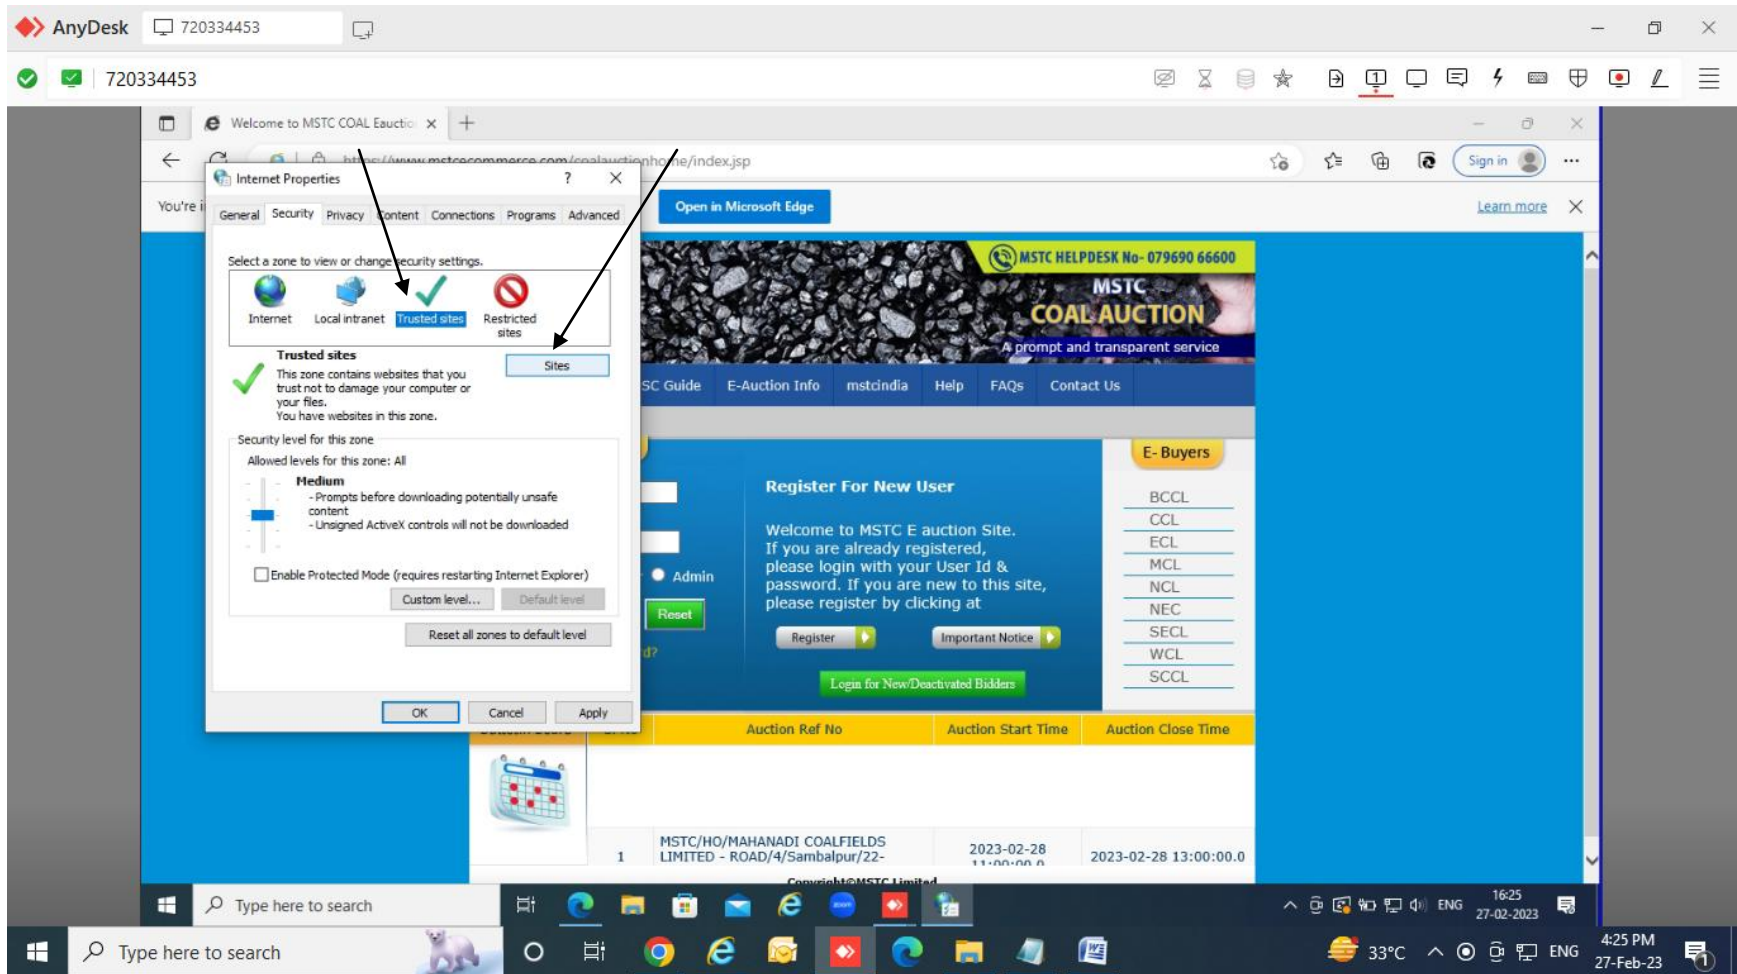 AnyDesk 720334453
720334453
Welcome to MSTC COAL Eauctio
https://www.mstcecommerce.com/coalauctionhome/index.jsp
Sign in
You're i
Open in Microsoft Edge
Learn more
Internet Properties
General Security Privacy Content Connections Programs Advanced
Select a zone to view or change security settings.
Internet Local intranet Trusted sites Restricted
sites
Trusted sites
Sites
This zone contains websites that you
trust not to damage your computer or
your files.
You have websites in this zone.
Security level for this zone
Allowed levels for this zone: All
Medium
- Prompts before downloading potentially unsafe
content
- Unsigned ActiveX controls will not be downloaded
Enable Protected Mode (requires restarting Internet Explorer)
Custom level... Default level
Reset all zones to default level
OK Cancel Apply
MSTC HELPDESK No- 079690 66600
MSTC
COAL AUCTION
A prompt and transparent service
SC Guide E-Auction Info mstcindia Help FAQs Contact Us
Admin
Reset
d?
Register For New User
Welcome to MSTC E auction Site.
If you are already registered,
please login with your User Id &
password. If you are new to this site,
please register by clicking at
Register Important Notice
Login for New/Deactivated Bidders
E- Buyers
BCCL
CCL
ECL
MCL
NCL
NEC
SECL
WCL
SCCL
Auction Ref No Auction Start Time Auction Close Time
1 MSTC/HO/MAHANADI COALFIELDS
LIMITED - ROAD/4/Sambalpur/22-
2023-02-28
11:00:00.0
2023-02-28 13:00:00.0
Copyright©MSTC Limited
Type here to search
zoom
ENG
16:25
27-02-2023
Type here to search
33°C
ENG
4:25 PM
27-Feb-23
1